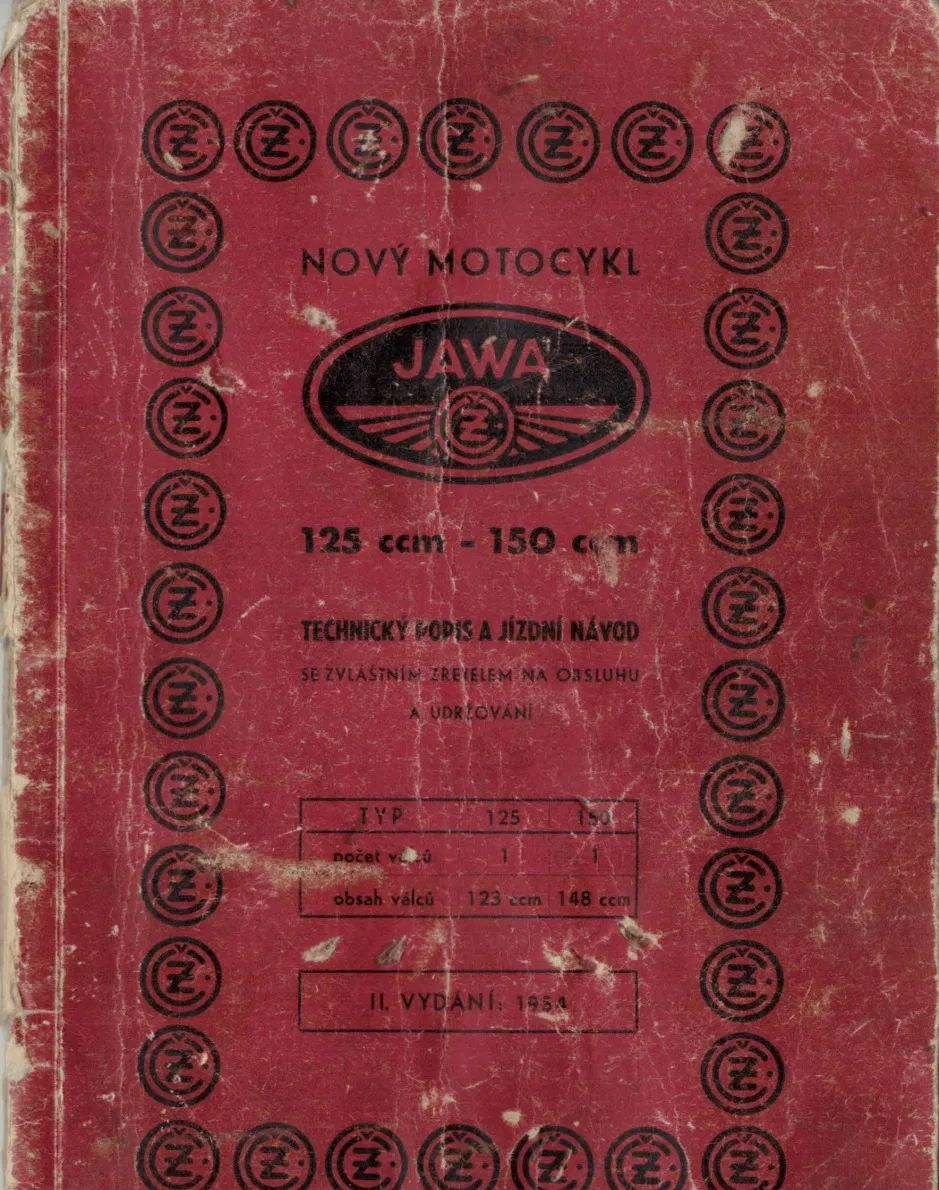 NOVÝ MOTOCYKL
JAWA
ČZ
125 ccm - 150 ccm
TECHNICKÝ POPIS A JÍZDNÍ NÁVOD
SE ZVLÁŠTNÍM ZŘETELEM NA OBSLUHU
A UDRŽOVÁNÍ
TYP 125 150
počet válců 1 1
obsah válců 123 ccm 148 ccm
II. VYDÁNÍ: 1954